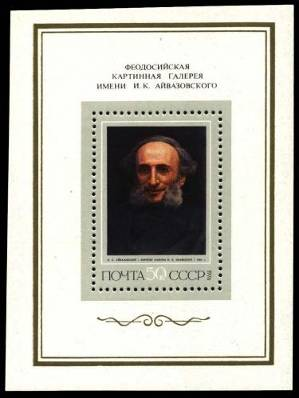 ФЕОДОСИЙСКАЯ
КАРТИННАЯ ГАЛЕРЕЯ
ИМЕНИ И. К. АЙВАЗОВСКОГО
ПОЧТА 50 СССР